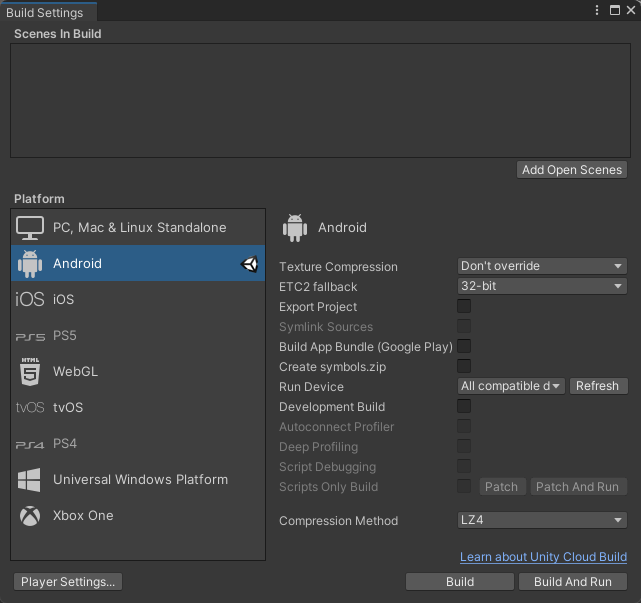 Build Settings
Scenes In Build
Add Open Scenes
Platform
PC, Mac & Linux Standalone
Android
iOS iOS
PS5 PS5
HTML 5 WebGL
tvOS tvOS
PS4 PS4
Universal Windows Platform
Xbox One
Android
Texture Compression Don't override
ETC2 fallback 32-bit
Export Project
Symlink Sources
Build App Bundle (Google Play)
Create symbols.zip
Run Device All compatible d Refresh
Development Build
Autoconnect Profiler
Deep Profiling
Script Debugging
Scripts Only Build Patch Patch And Run
Compression Method LZ4
Learn about Unity Cloud Build
Player Settings... Build Build And Run